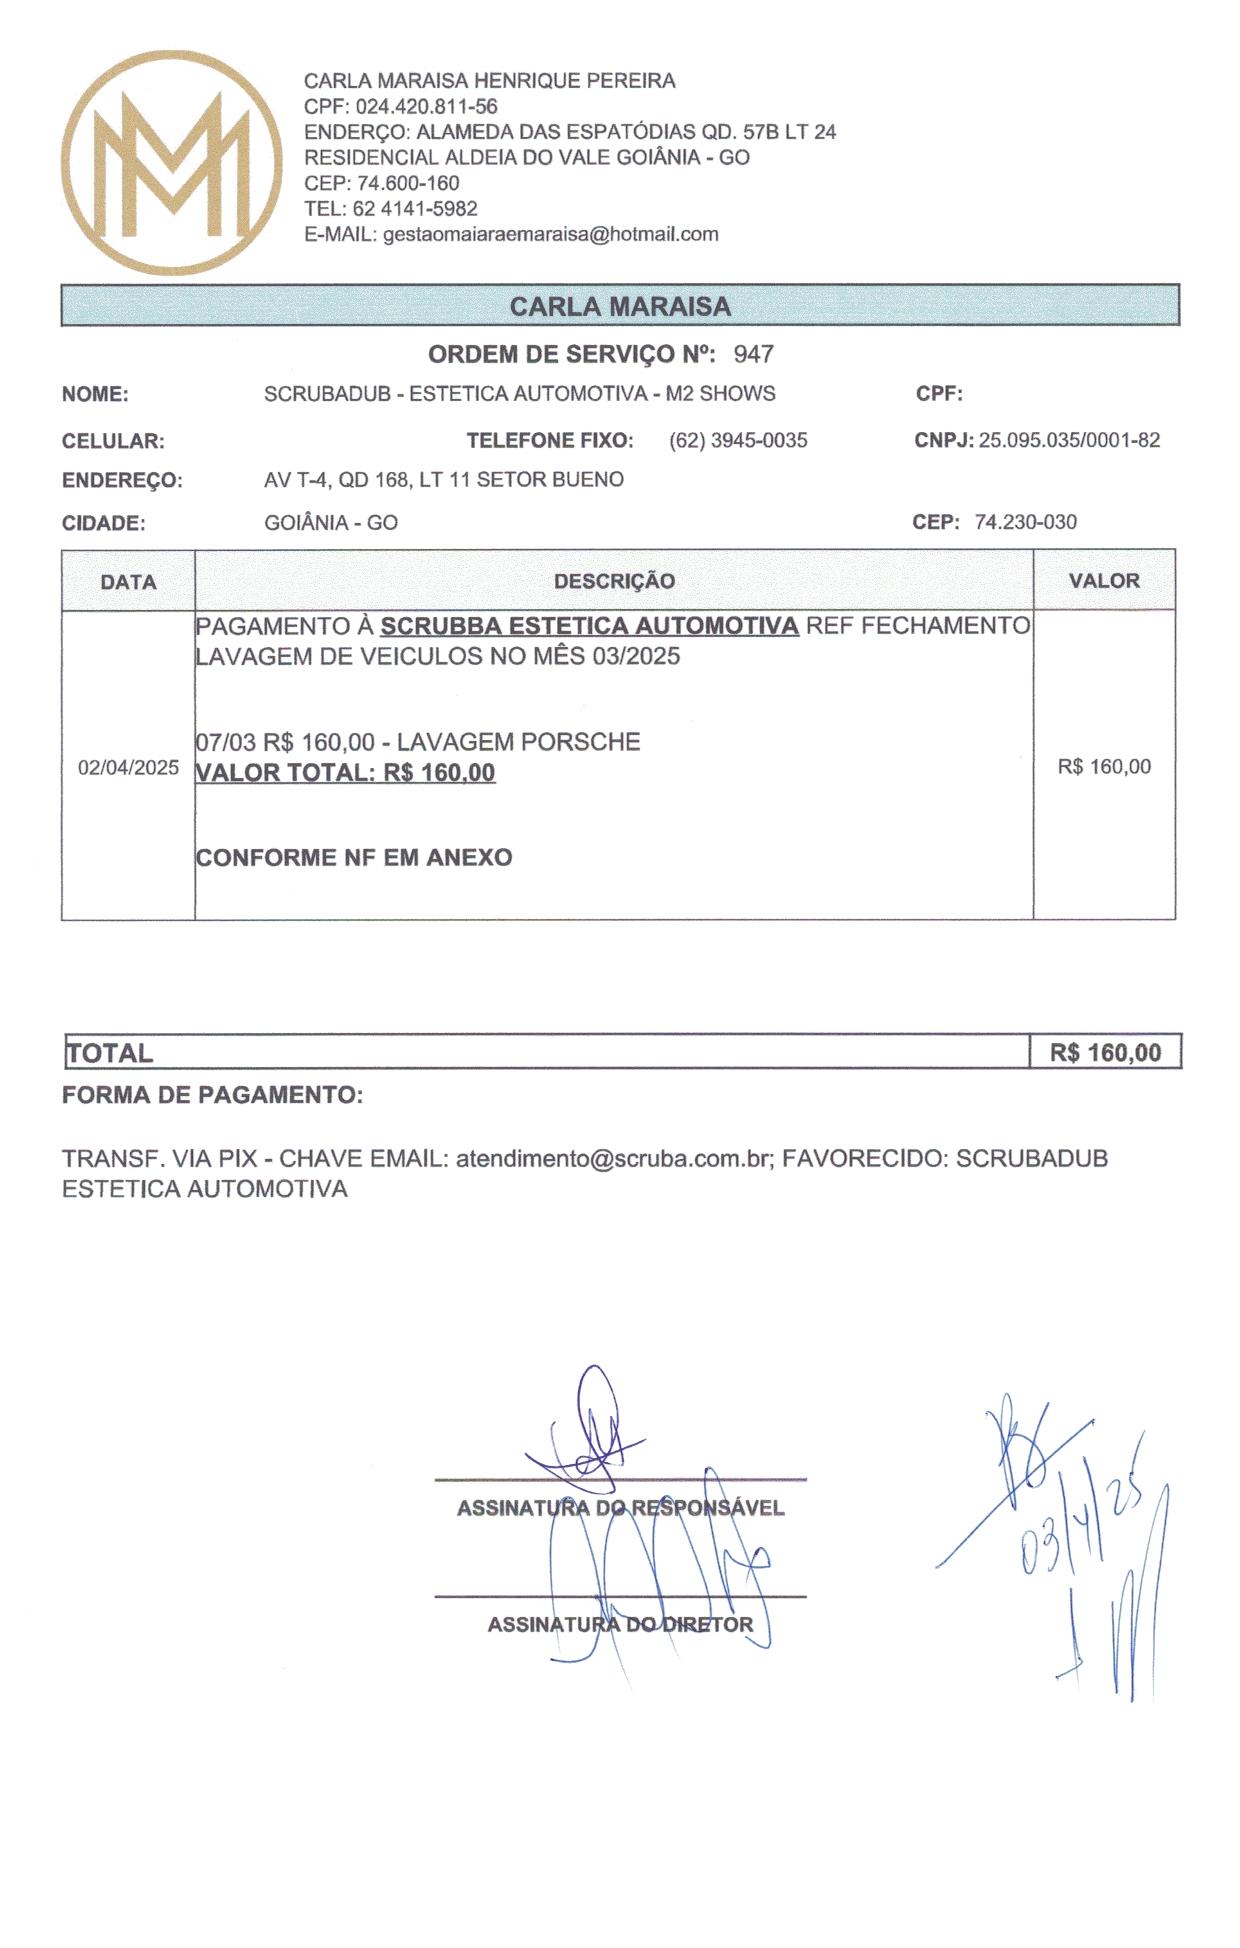 CARLA MARAISA HENRIQUE PEREIRA
CPF: 024.420.811-56
ENDERÇO: ALAMEDA DAS ESPATÓDIAS QD. 57B LT 24
RESIDENCIAL ALDEIA DO VALE GOIÂNIA - GO
CEP: 74.600-160
TEL: 62 4141-5982
E-MAIL: gestaomaiaraemaraisa@hotmail.com
CARLA MARAISA
ORDEM DE SERVIÇO Nº: 947
NOME: SCRUBADUB - ESTETICA AUTOMOTIVA - M2 SHOWS CPF:
CELULAR: TELEFONE FIXO: (62) 3945-0035 CNPJ: 25.095.035/0001-82
ENDEREÇO: AV T-4, QD 168, LT 11 SETOR BUENO
CIDADE: GOIÂNIA - GO CEP: 74.230-030
DATA DESCRIÇÃO VALOR
PAGAMENTO À SCRUBBA ESTETICA AUTOMOTIVA REF FECHAMENTO
LAVAGEM DE VEICULOS NO MÊS 03/2025
07/03 R$ 160,00 - LAVAGEM PORSCHE
02/04/2025 VALOR TOTAL: R$ 160,00 R$ 160,00
CONFORME NF EM ANEXO
TOTAL R$ 160,00
FORMA DE PAGAMENTO:
TRANSF. VIA PIX - CHAVE EMAIL: atendimento@scruba.com.br; FAVORECIDO: SCRUBADUB
ESTETICA AUTOMOTIVA
ASSINATURA DO RESPONSÁVEL
03/4/25
ASSINATURA DO DIRETOR